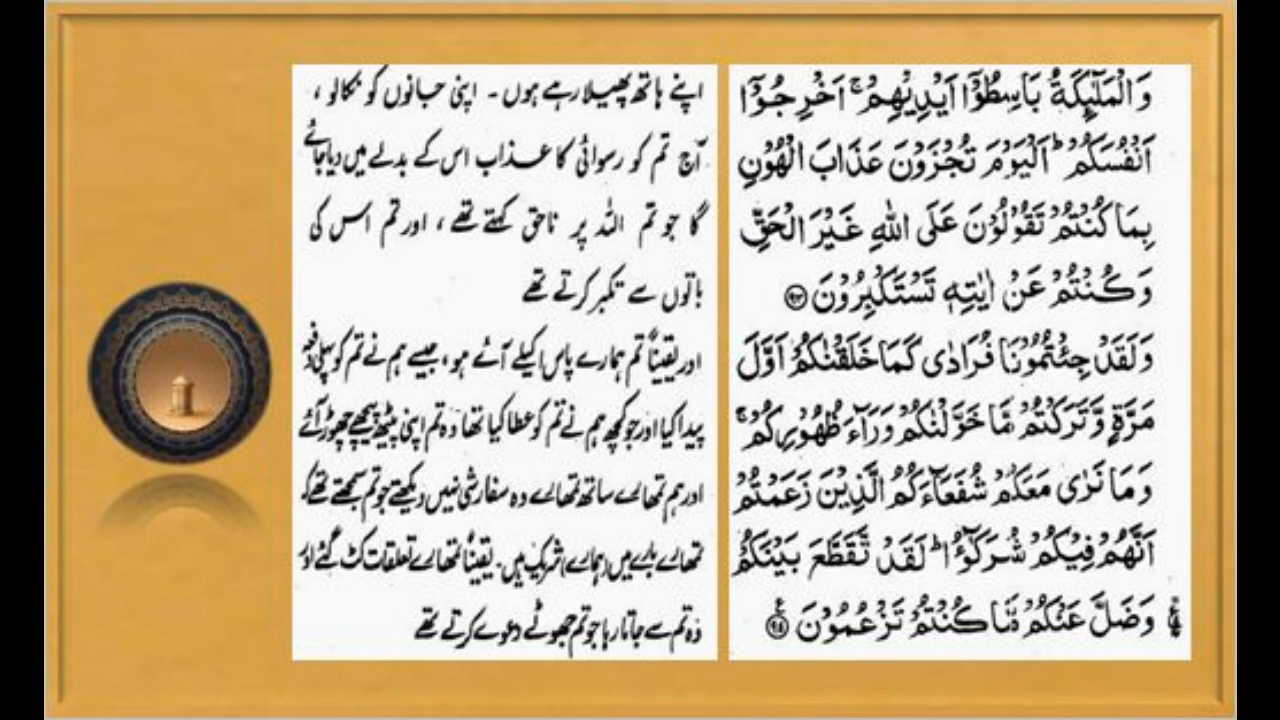 وَالْمَلٰٓئِكَةُ بَاسِطُوْٓا اَيْدِيْهِمْ ۚ اَخْرِجُوْٓا
اَنْفُسَكُمْ ؕ اَلْيَوْمَ تُجْزَوْنَ عَذَابَ الْهُوْنِ
بِمَا كُنْتُمْ تَقُوْلُوْنَ عَلَى اللّٰهِ غَيْرَ الْحَقِّ
وَكُنْتُمْ عَنْ اٰيٰتِهٖ تَسْتَكْبِرُوْنَ ۝۹۳
وَلَقَدْ جِئْتُمُوْنَا فُرَادٰى كَمَا خَلَقْنٰكُمْ اَوَّلَ
مَرَّةٍ وَّتَرَكْتُمْ مَّا خَوَّلْنٰكُمْ وَرَآءَ ظُهُوْرِكُمْ ۚ
وَمَا نَرٰى مَعَكُمْ شُفَعَآءَكُمُ الَّذِيْنَ زَعَمْتُمْ
اَنَّهُمْ فِيْكُمْ شُرَكٰٓؤُا ؕ لَقَدْ تَّقَطَّعَ بَيْنَكُمْ
وَضَلَّ عَنْكُمْ مَّا كُنْتُمْ تَزْعُمُوْنَ ۝۹۴
اپنے ہاتھ پھیلا رہے ہوں - اپنی جانوں کو نکالو ،
آج تم کو رسوائی کا عذاب اس کے بدلے میں دیا جائے
گا جو تم اللہ پر ناحق کہتے تھے ، اور تم اس کی
باتوں سے تکبر کرتے تھے
اور یقیناً تم ہمارے پاس اکیلے آئے ہو، جیسے ہم نے تم کو پہلی دفعہ
پیدا کیا اور جو کچھ ہم نے تم کو عطا کیا تھا وہ تم اپنی پیٹھ پیچھے چھوڑ آئے
اور ہم تمہارے ساتھ تمہارے وہ سفارشی نہیں دیکھتے جو تم سمجھتے تھے کہ
تمہارے بارے میں (ہمارے) شریک ہیں۔ یقیناً تمہارے تعلقات کٹ گئے اور
وہ تم سے جاتا رہا جو تم جھوٹے دعوے کرتے تھے